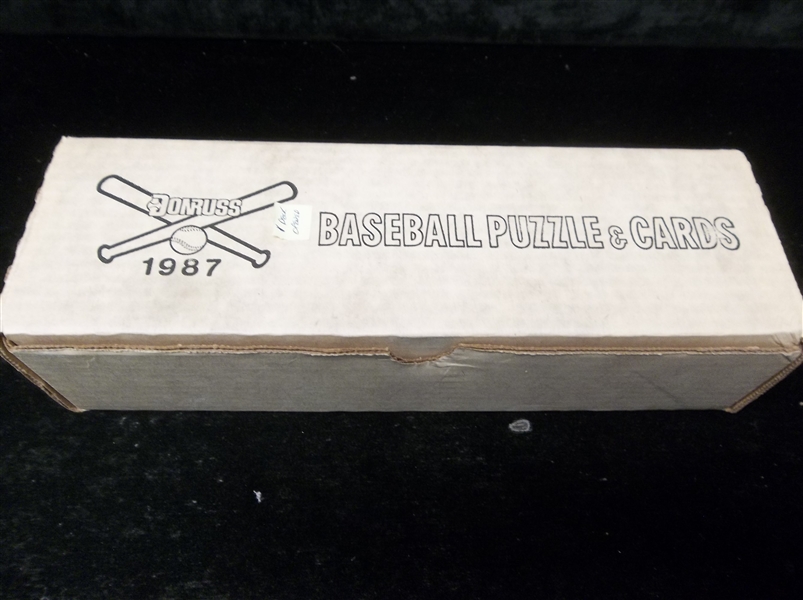 DONRUSS
1987
BASEBALL PUZZLE & CARDS